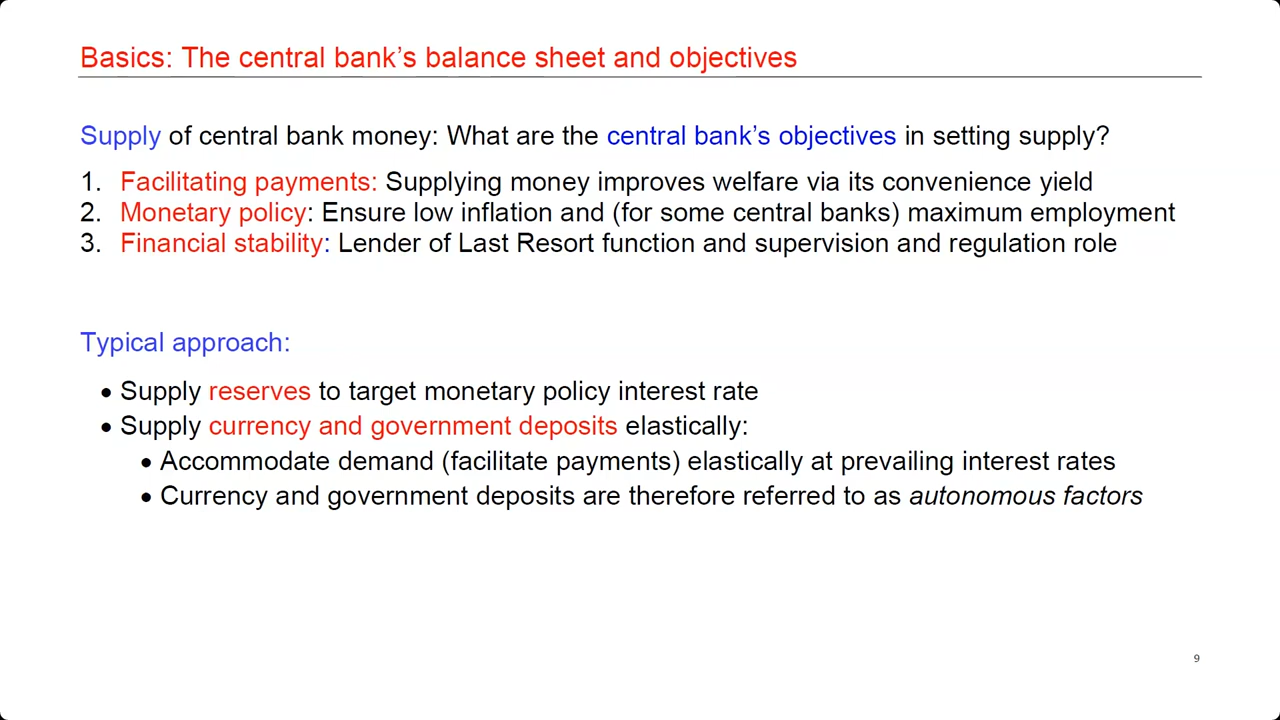 Basics: The central bank’s balance sheet and objectives
Supply of central bank money: What are the central bank’s objectives in setting supply?
1. Facilitating payments: Supplying money improves welfare via its convenience yield
2. Monetary policy: Ensure low inflation and (for some central banks) maximum employment
3. Financial stability: Lender of Last Resort function and supervision and regulation role
Typical approach:
• Supply reserves to target monetary policy interest rate
• Supply currency and government deposits elastically:
• Accommodate demand (facilitate payments) elastically at prevailing interest rates
• Currency and government deposits are therefore referred to as autonomous factors
9